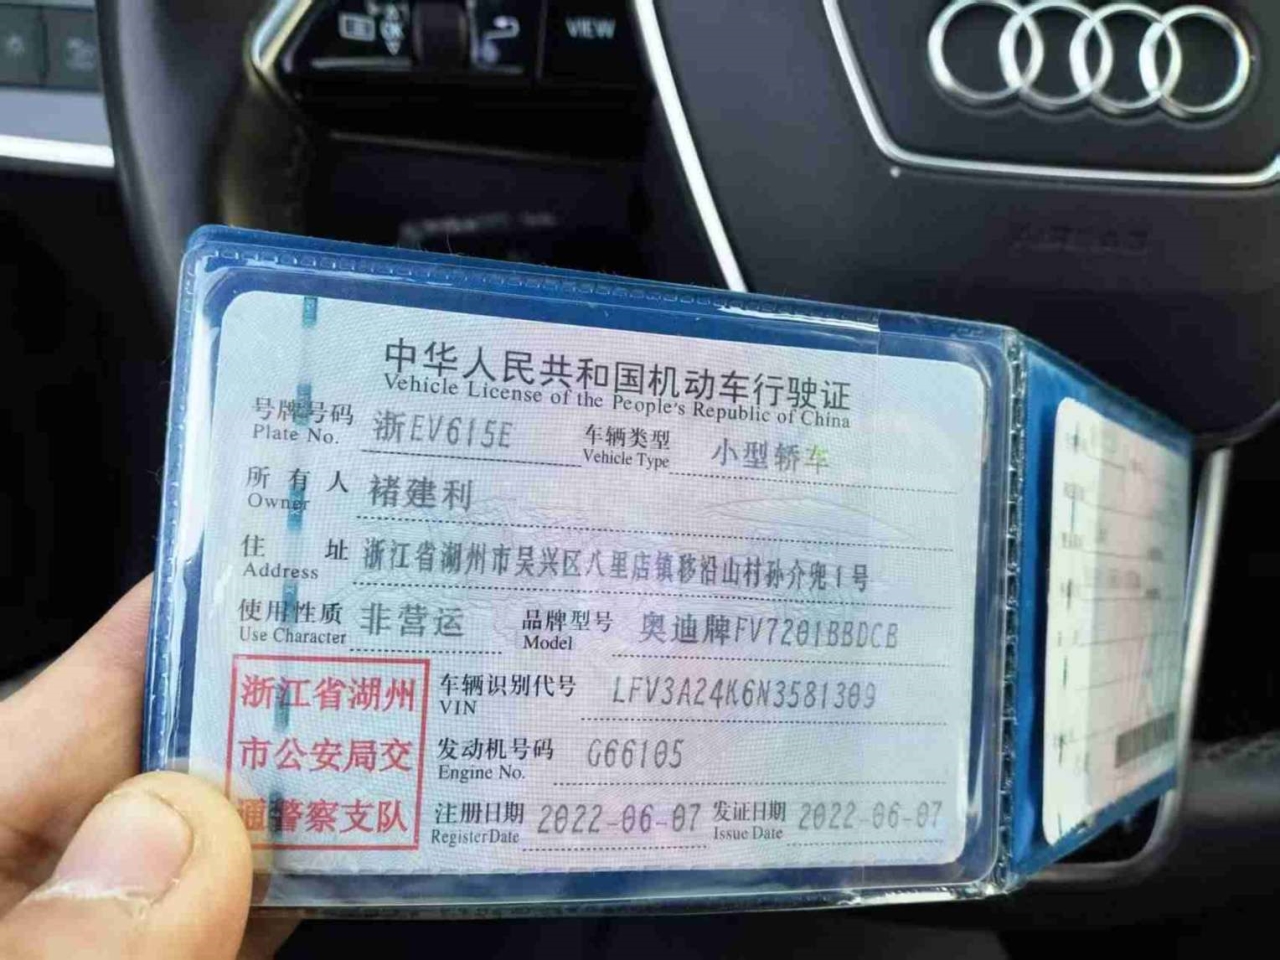 VIEW
OK
中华人民共和国机动车行驶证
Vehicle License of the People's Republic of China
号牌号码 浙EV615E 车辆类型 小型轿车
Plate No. Vehicle Type
所有人 褚建利
Owner
住址 浙江省湖州市吴兴区八里店镇移沿山村孙介兜1号
Address
使用性质 非营运 品牌型号 奥迪牌FV7201BBDCB
Use Character Model
浙江省湖州
市公安局交
通警察支队
车辆识别代号 LFV3A24K6N3581309
VIN
发动机号码 G66105
Engine No.
注册日期 2022-06-07 发证日期 2022-06-07
Register Date Issue Date